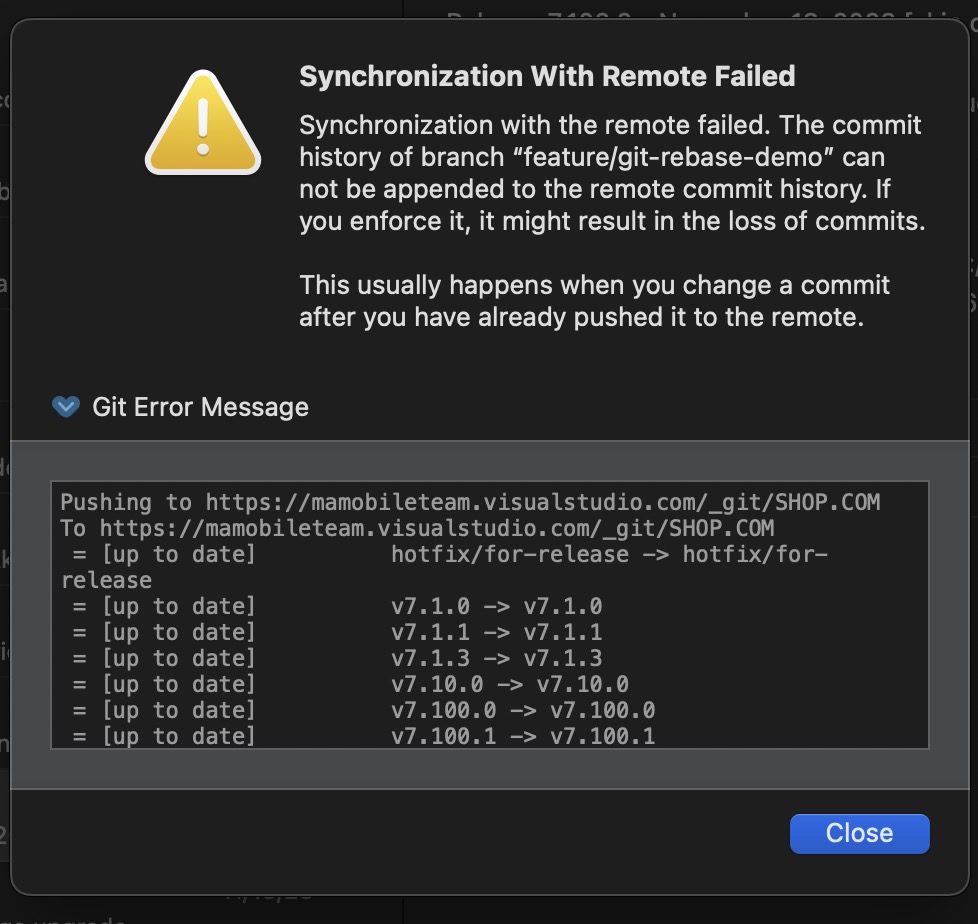 Synchronization With Remote Failed
Synchronization with the remote failed. The commit
history of branch “feature/git-rebase-demo” can
not be appended to the remote commit history. If
you enforce it, it might result in the loss of commits.
This usually happens when you change a commit
after you have already pushed it to the remote.
Git Error Message
Pushing to https://mamobileteam.visualstudio.com/_git/SHOP.COM
To https://mamobileteam.visualstudio.com/_git/SHOP.COM
= [up to date] hotfix/for-release -> hotfix/for-
release
= [up to date] v7.1.0 -> v7.1.0
= [up to date] v7.1.1 -> v7.1.1
= [up to date] v7.1.3 -> v7.1.3
= [up to date] v7.10.0 -> v7.10.0
= [up to date] v7.100.0 -> v7.100.0
= [up to date] v7.100.1 -> v7.100.1
Close